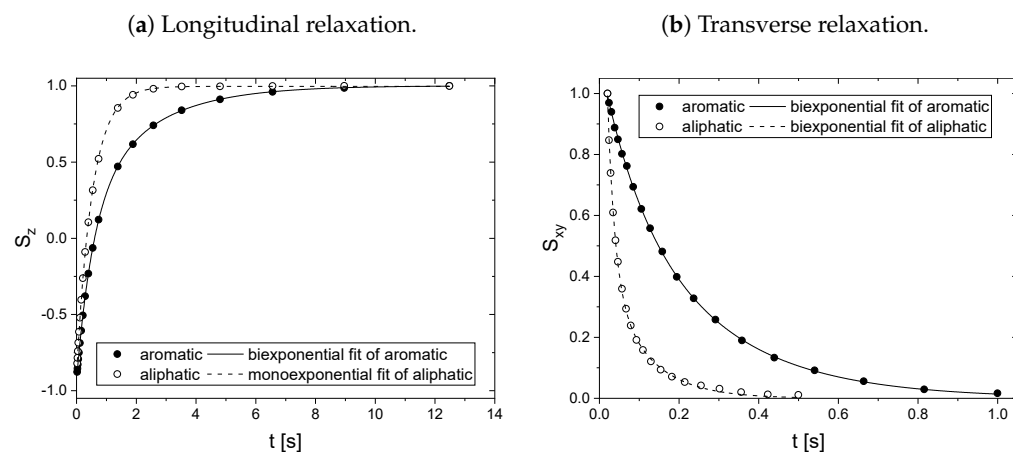 (a) Longitudinal relaxation.
1.0
0.5
0.0
-0.5
-1.0
S_z
aromatic biexponential fit of aromatic
aliphatic monoexponential fit of aliphatic
0 2 4 6 8 10 12 14
t [s]
(b) Transverse relaxation.
aromatic biexponential fit of aromatic
aliphatic biexponential fit of aliphatic
1.0
0.8
0.6
0.4
0.2
0.0
S_xy
0.0 0.2 0.4 0.6 0.8 1.0
t [s]